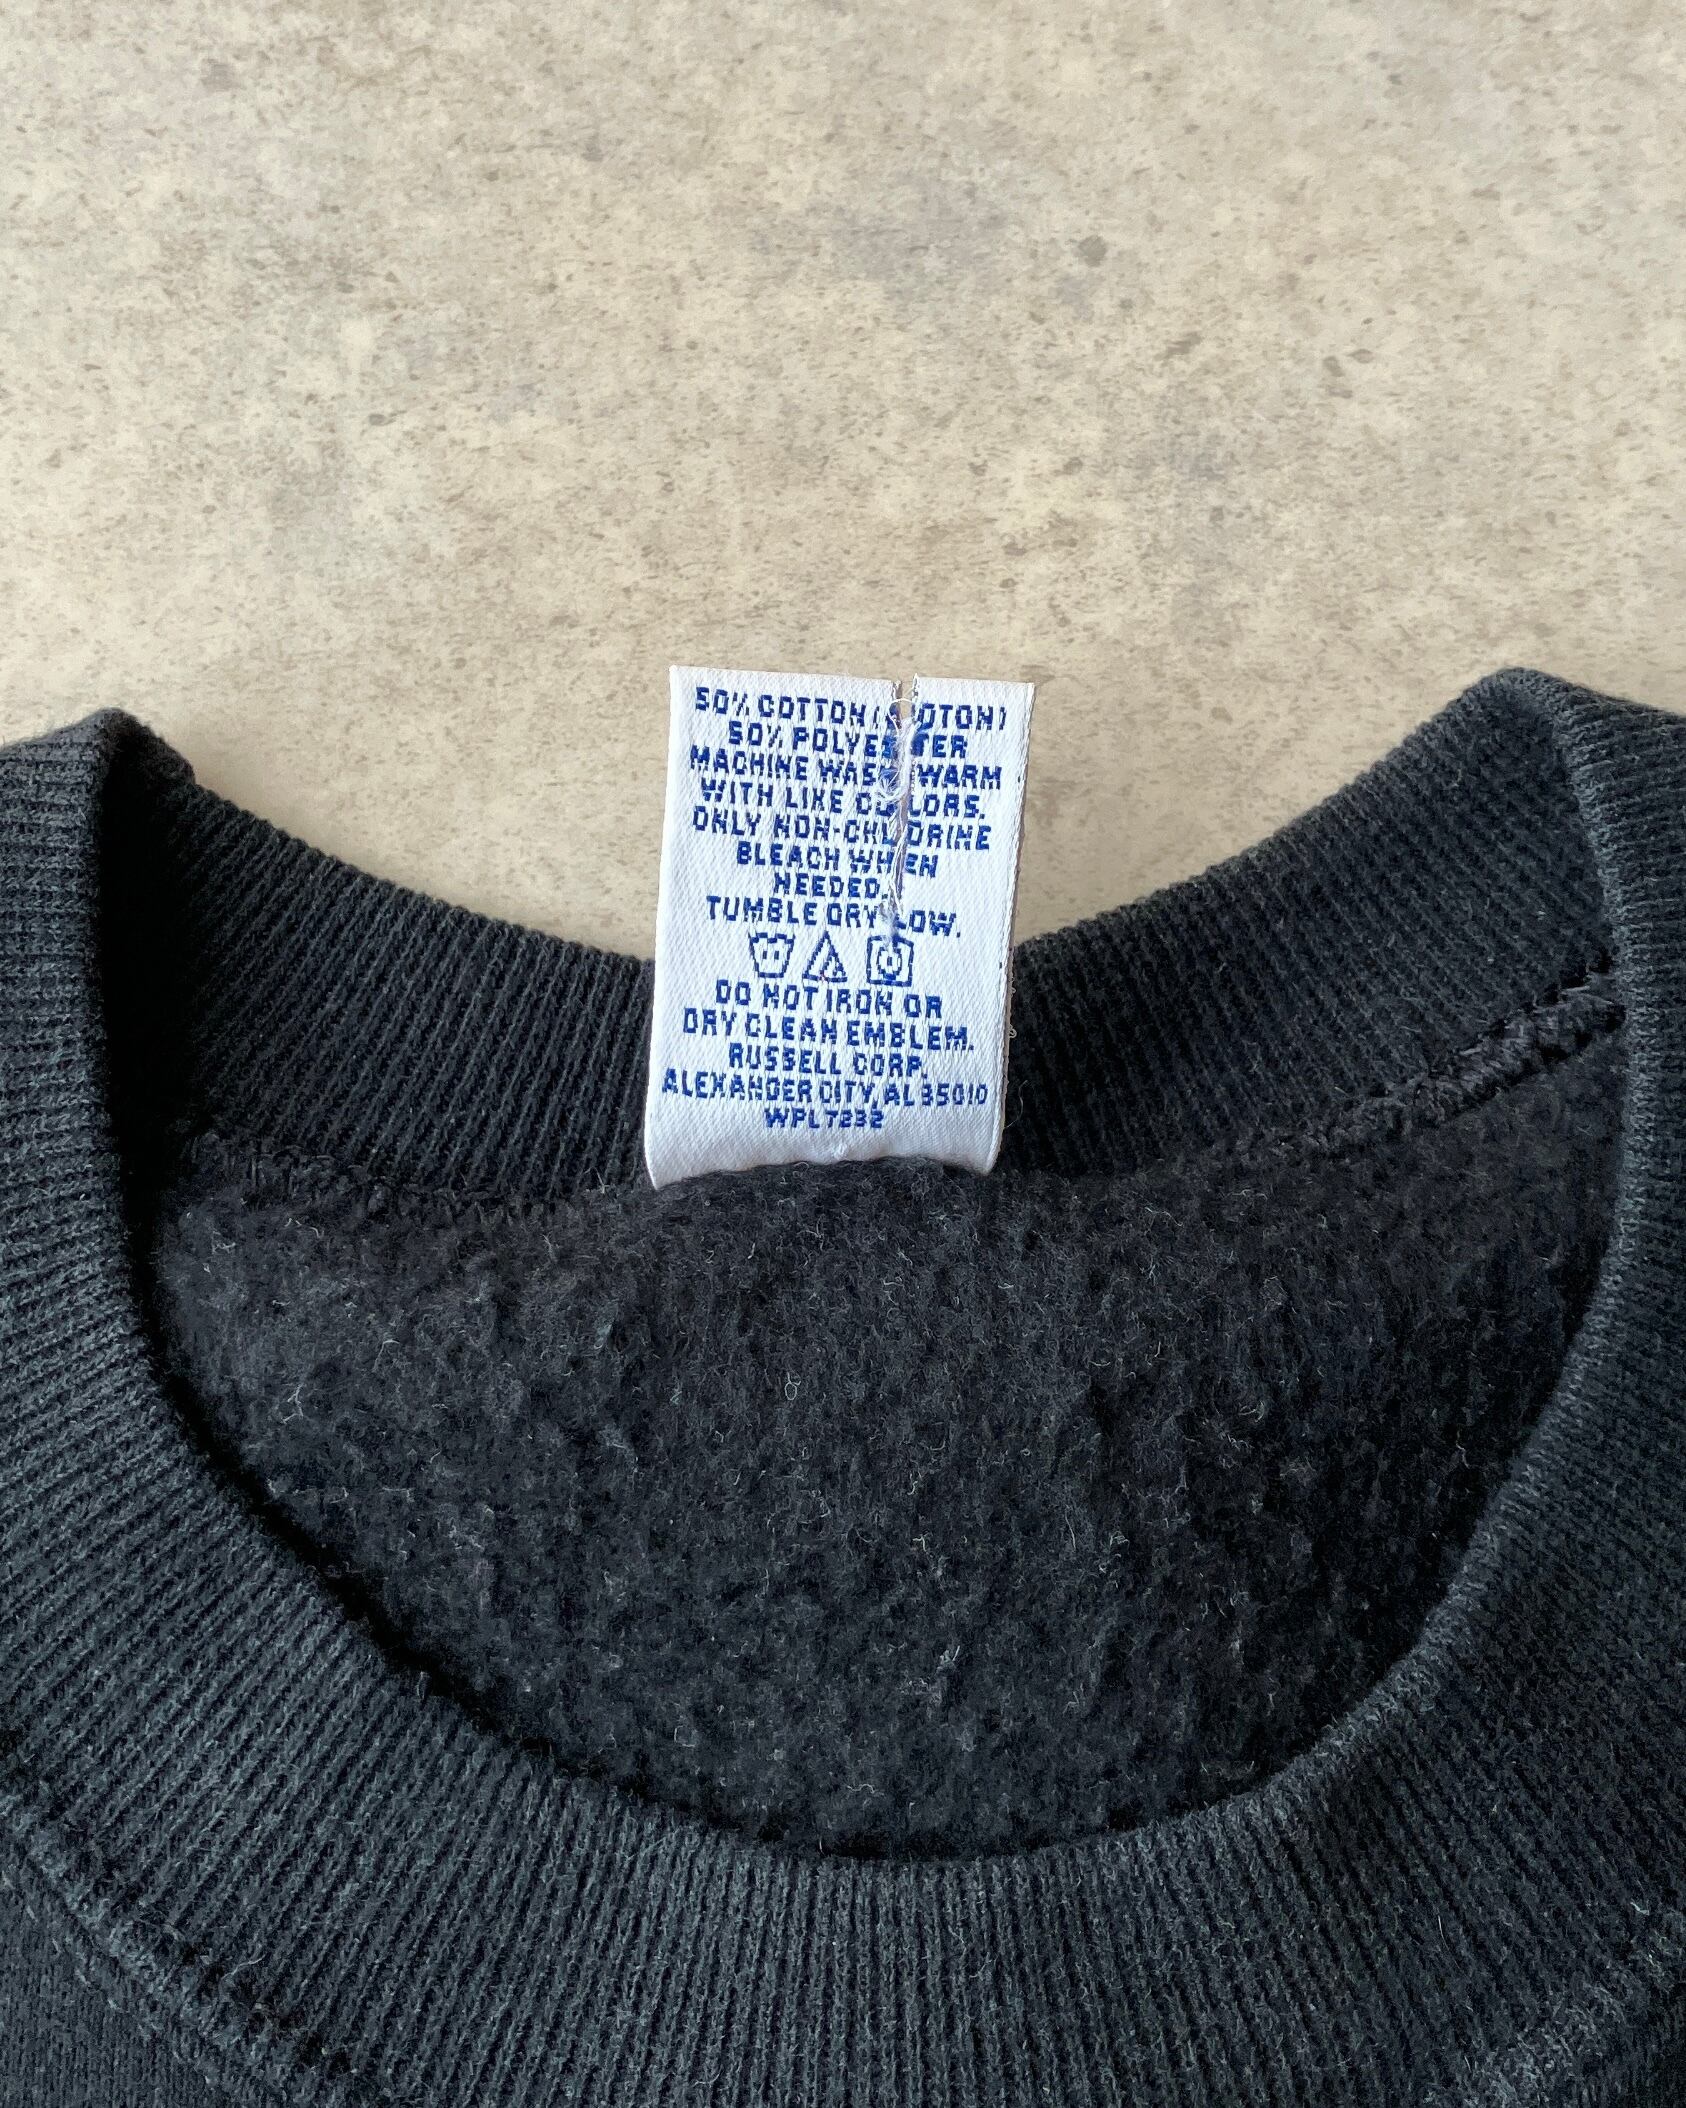 50% COTTON (COTON)
50% POLYESTER
MACHINE WASH WARM
WITH LIKE COLORS.
ONLY NON-CHLORINE
BLEACH WHEN
NEEDED.
TUMBLE DRY LOW.
DO NOT IRON OR
DRY CLEAN EMBLEM.
RUSSELL CORP.
ALEXANDER CITY, AL 35010
WPL 7232